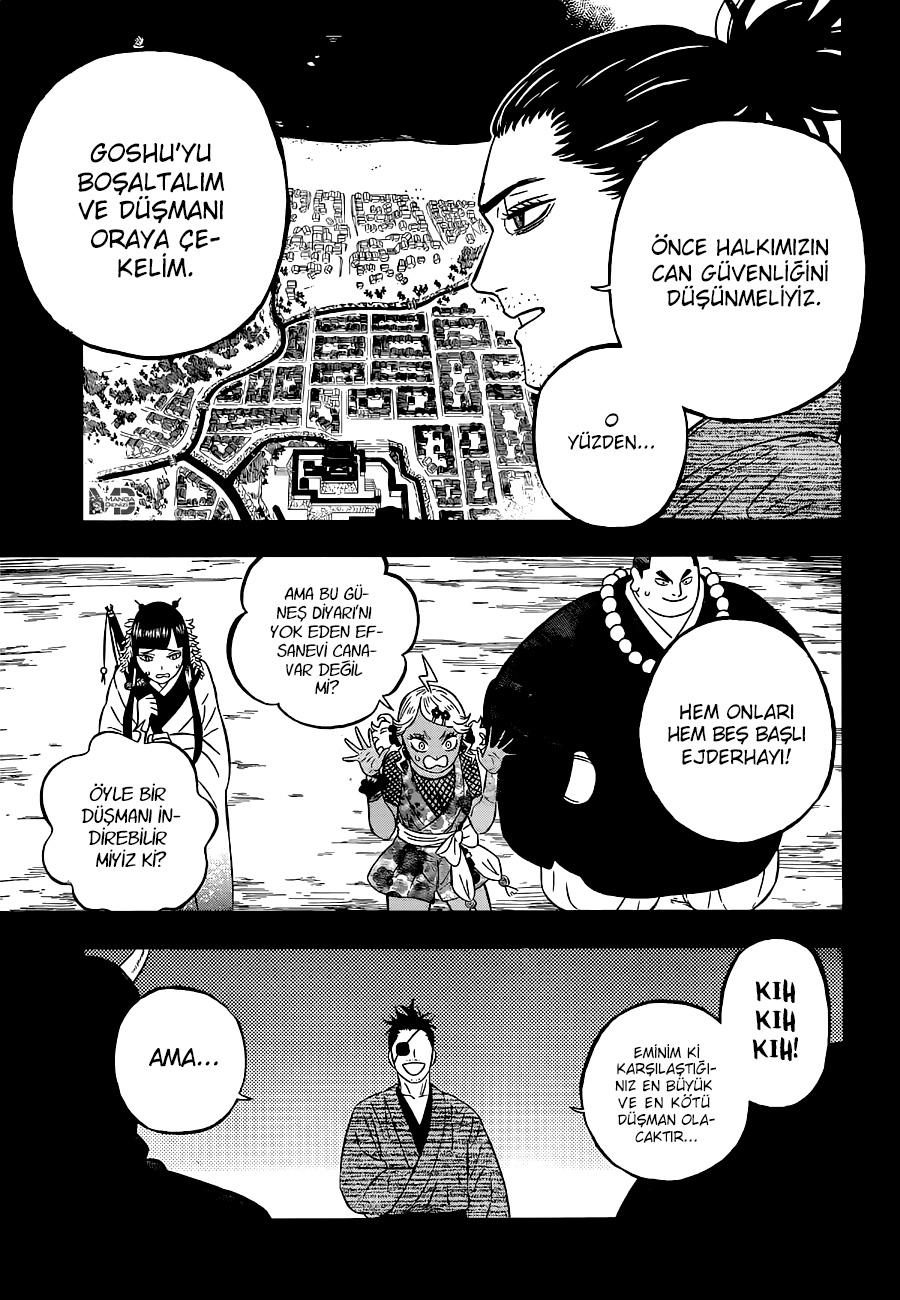 ÖNCE HALKIMIZIN
CAN GÜVENLİĞİNİ
DÜŞÜNMELİYİZ.
O
YÜZDEN...
GOSHU'YU
BOŞALTALIM
VE DÜŞMANI
ORAYA ÇE-
KELİM.
MANGA
DENİZİ
HEM ONLARI
HEM BEŞ BAŞLI
EJDERHAYI!
AMA BU GÜ-
NEŞ DİYARI'NI
YOK EDEN EF-
SANEVİ CANA-
VAR DEĞİL
Mİ?
ÖYLE BİR
DÜŞMANI İN-
DİREBİLİR
MİYİZ Kİ?
KIH
KIH
KIH!
EMİNİM Kİ
KARŞILAŞTIĞI-
NIZ EN BÜYÜK
VE EN KÖTÜ
DÜŞMAN OLA-
CAKTIR...
AMA...